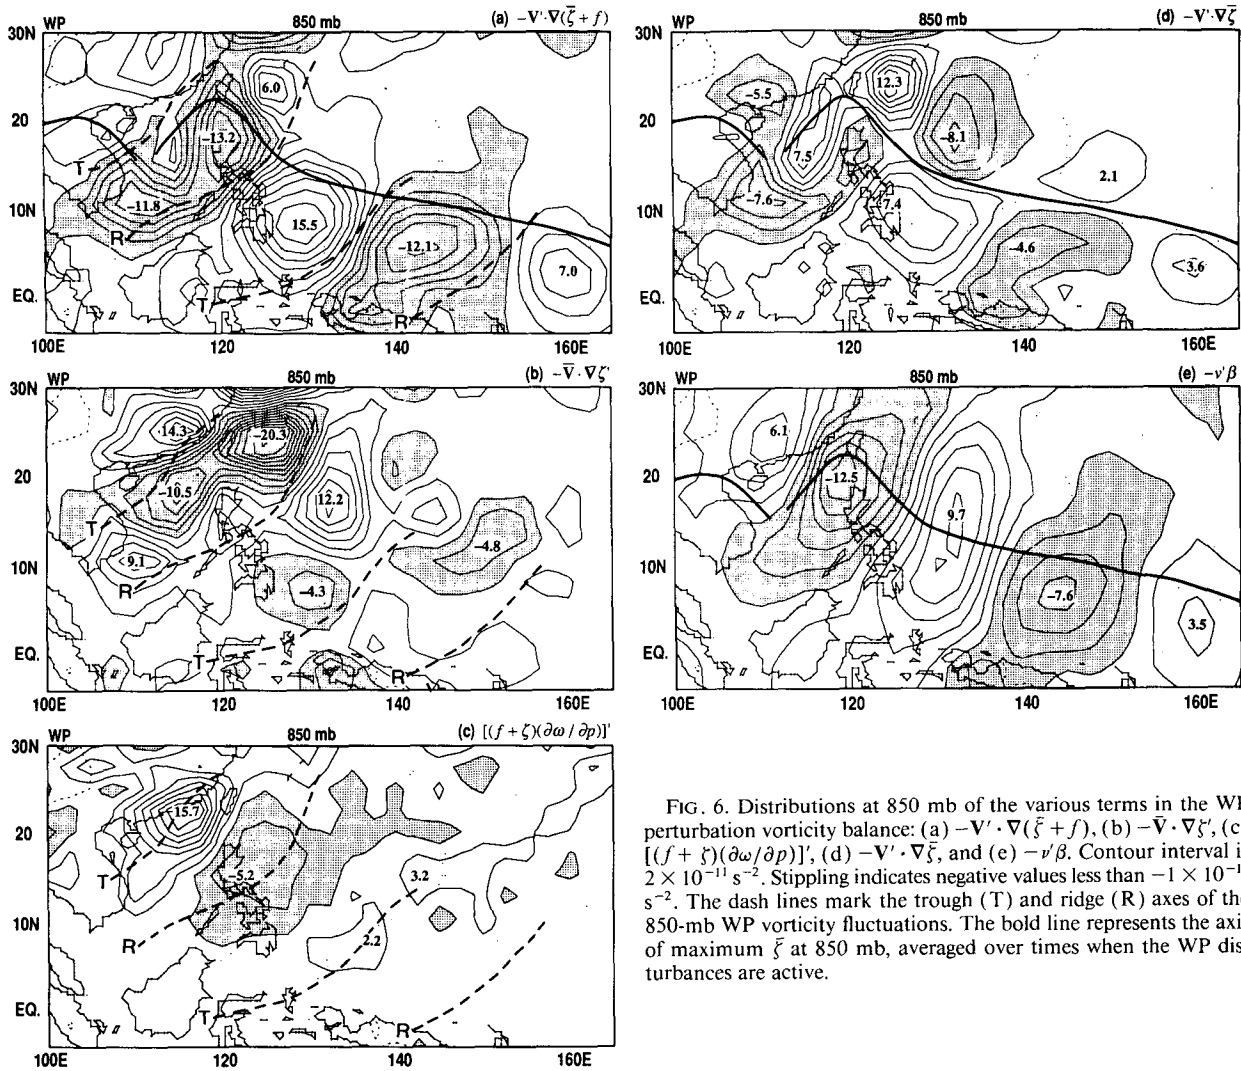 WP 850 mb (a) −V′·∇(ζ̄ + f)
30N
20
10N
EQ.
6.0
−13.2
T
−11.8
R
15.5
−12.1
7.0
T
R
100E 120 140 160E
WP 850 mb (d) −V′·∇ζ̄
30N
20
10N
EQ.
12.3
−5.5
−8.1
7.5
2.1
−7.6
7.4
−4.6
3.6
100E 120 140 160E
WP 850 mb (b) −V̄·∇ζ′
30N
20
10N
EQ.
14.3
−20.3
−10.5
12.2
T
−4.8
9.1
R
−4.3
T
R
100E 120 140 160E
WP 850 mb (e) −v′β
30N
20
10N
EQ.
6.1
−12.5
9.7
−7.6
3.5
100E 120 140 160E
WP 850 mb (c) [(f + ζ)(∂ω / ∂p)]′
30N
20
10N
EQ.
15.7
T
−5.2
3.2
R
2.2
T
R
100E 120 140 160E
FIG. 6. Distributions at 850 mb of the various terms in the WP
perturbation vorticity balance: (a) −V′·∇(ζ̄ + f), (b) −V̄·∇ζ′, (c)
[(f + ζ)(∂ω/∂p)]′, (d) −V′·∇ζ̄, and (e) −v′β. Contour interval i
2 × 10⁻¹¹ s⁻². Stippling indicates negative values less than −1 × 10⁻¹
s⁻². The dash lines mark the trough (T) and ridge (R) axes of the
850-mb WP vorticity fluctuations. The bold line represents the axi
of maximum ζ̄ at 850 mb, averaged over times when the WP dis
turbances are active.